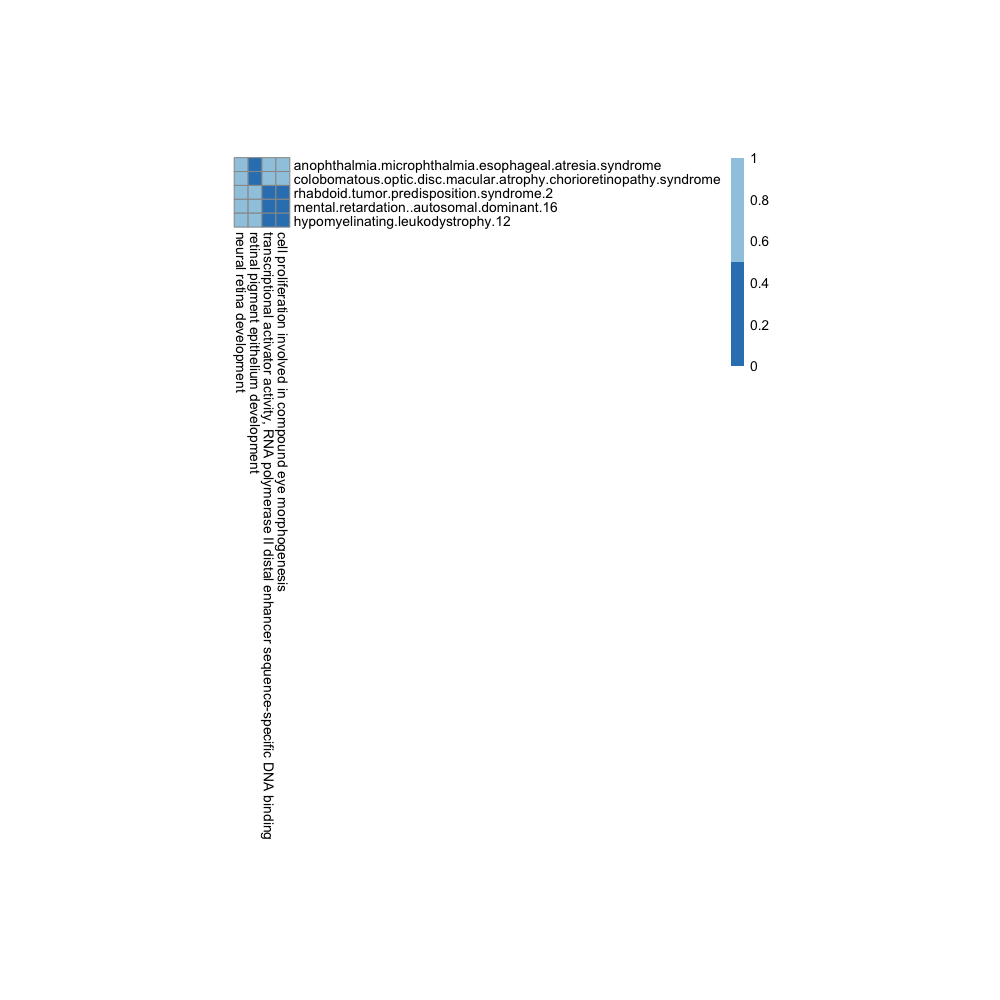 anophthalmia.microphthalmia.esophageal.atresia.syndrome
colobomatous.optic.disc.macular.atrophy.chorioretinopathy.syndrome
rhabdoid.tumor.predisposition.syndrome.2
mental.retardation..autosomal.dominant.16
hypomyelinating.leukodystrophy.12
neural retina development
retinal pigment epithelium development
transcriptional activator activity, RNA polymerase II distal enhancer sequence-specific DNA binding
cell proliferation involved in compound eye morphogenesis
1
0.8
0.6
0.4
0.2
0